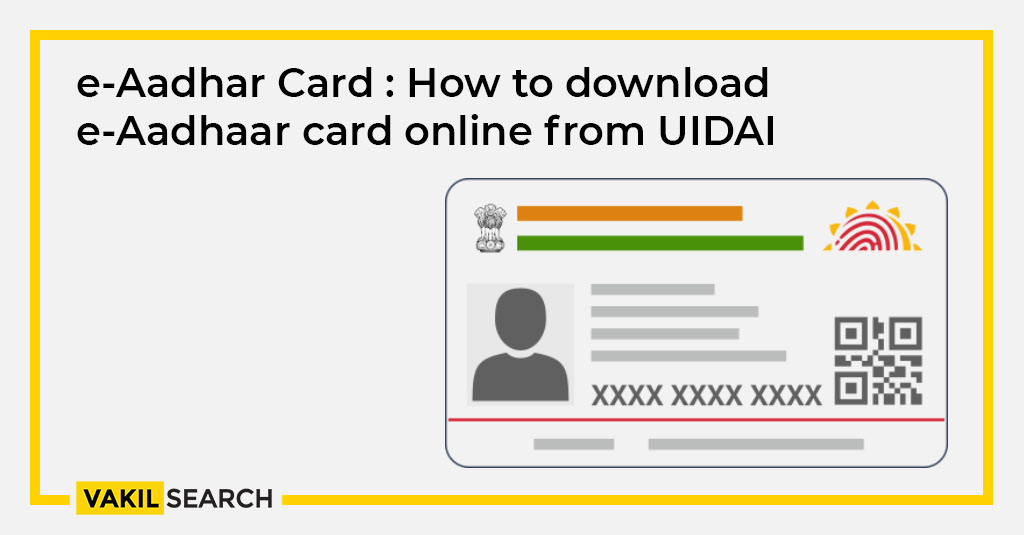 e-Aadhar Card : How to download
e-Aadhaar card online from UIDAI
XXXX XXXX XXXX
VAKIL SEARCH